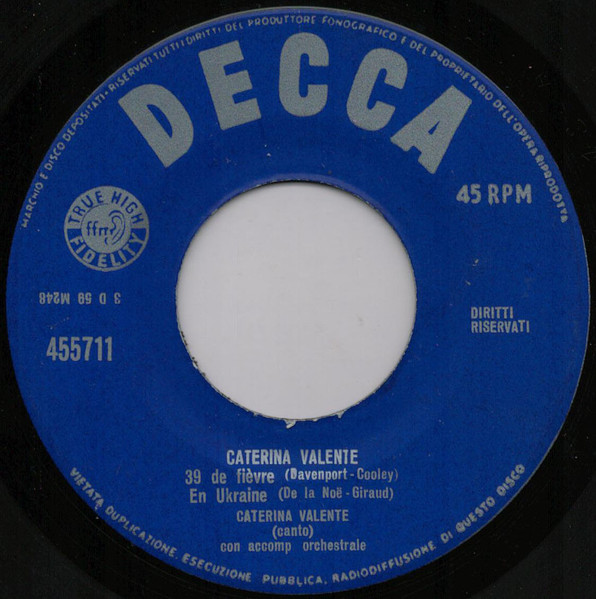 MARCHIO E DISCO DEPOSITATI - RISERVATI TUTTI I DIRITTI DEL PRODUTTORE FONOGRAFICO E DEL PROPRIETARIO DELL'OPERA RIPRODOTTA
DECCA
45 RPM
TRUE HIGH
ffrr
FIDELITY
3 D 59 M248
455711
DIRITTI
RISERVATI
CATERINA VALENTE
39 de fièvre (Davenport-Cooley)
En Ukraine (De la Noë-Giraud)
CATERINA VALENTE
(canto)
con accomp orchestrale
VIETATA DUPLICAZIONE, ESECUZIONE PUBBLICA, RADIODIFFUSIONE DI QUESTO DISCO